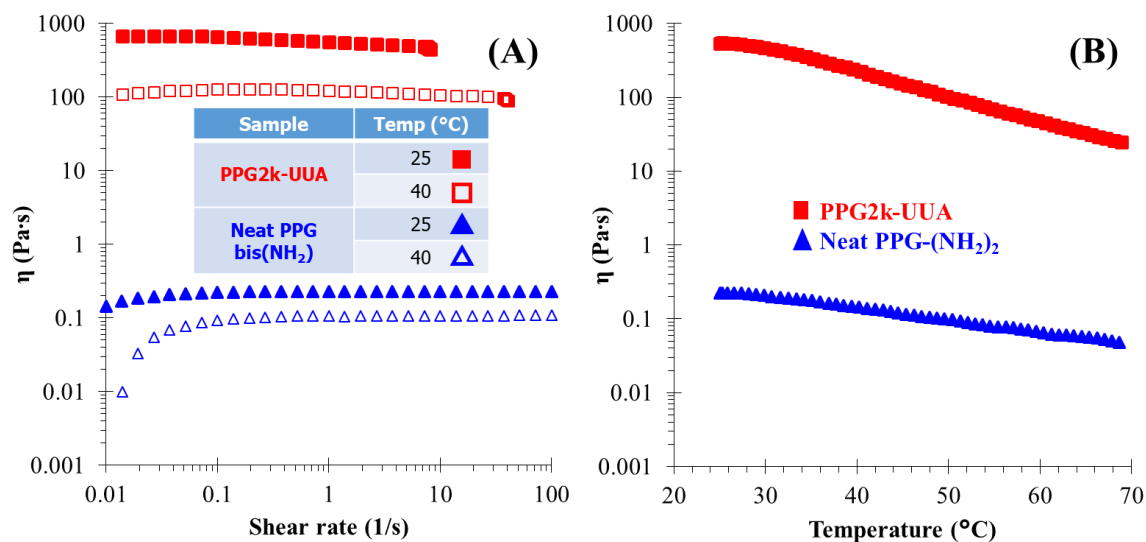 (A)
η (Pa·s)
1000
100
10
1
0.1
0.01
0.001
Sample Temp (°C)
PPG2k-UUA 25
40
Neat PPG bis(NH₂) 25
40
0.01 0.1 1 10 100
Shear rate (1/s)
(B)
η (Pa·s)
1000
100
10
1
0.1
0.01
0.001
PPG2k-UUA
Neat PPG-(NH₂)₂
20 30 40 50 60 70
Temperature (°C)